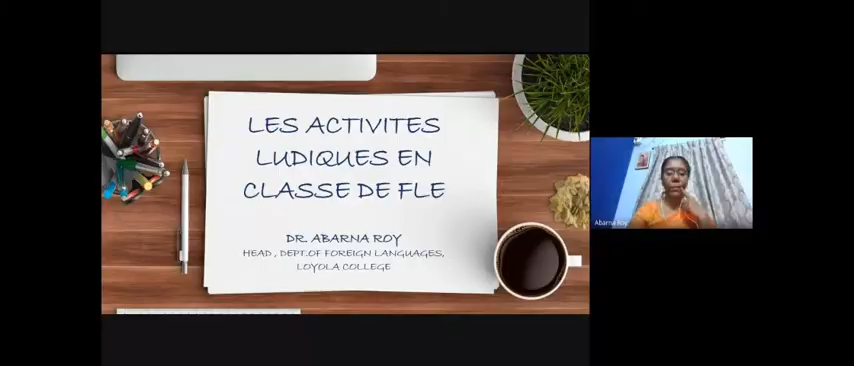 LES ACTIVITES
LUDIQUES EN
CLASSE DE FLE
DR. ABARNA ROY
HEAD , DEPT.OF FOREIGN LANGUAGES,
LOYOLA COLLEGE
Abarna Roy